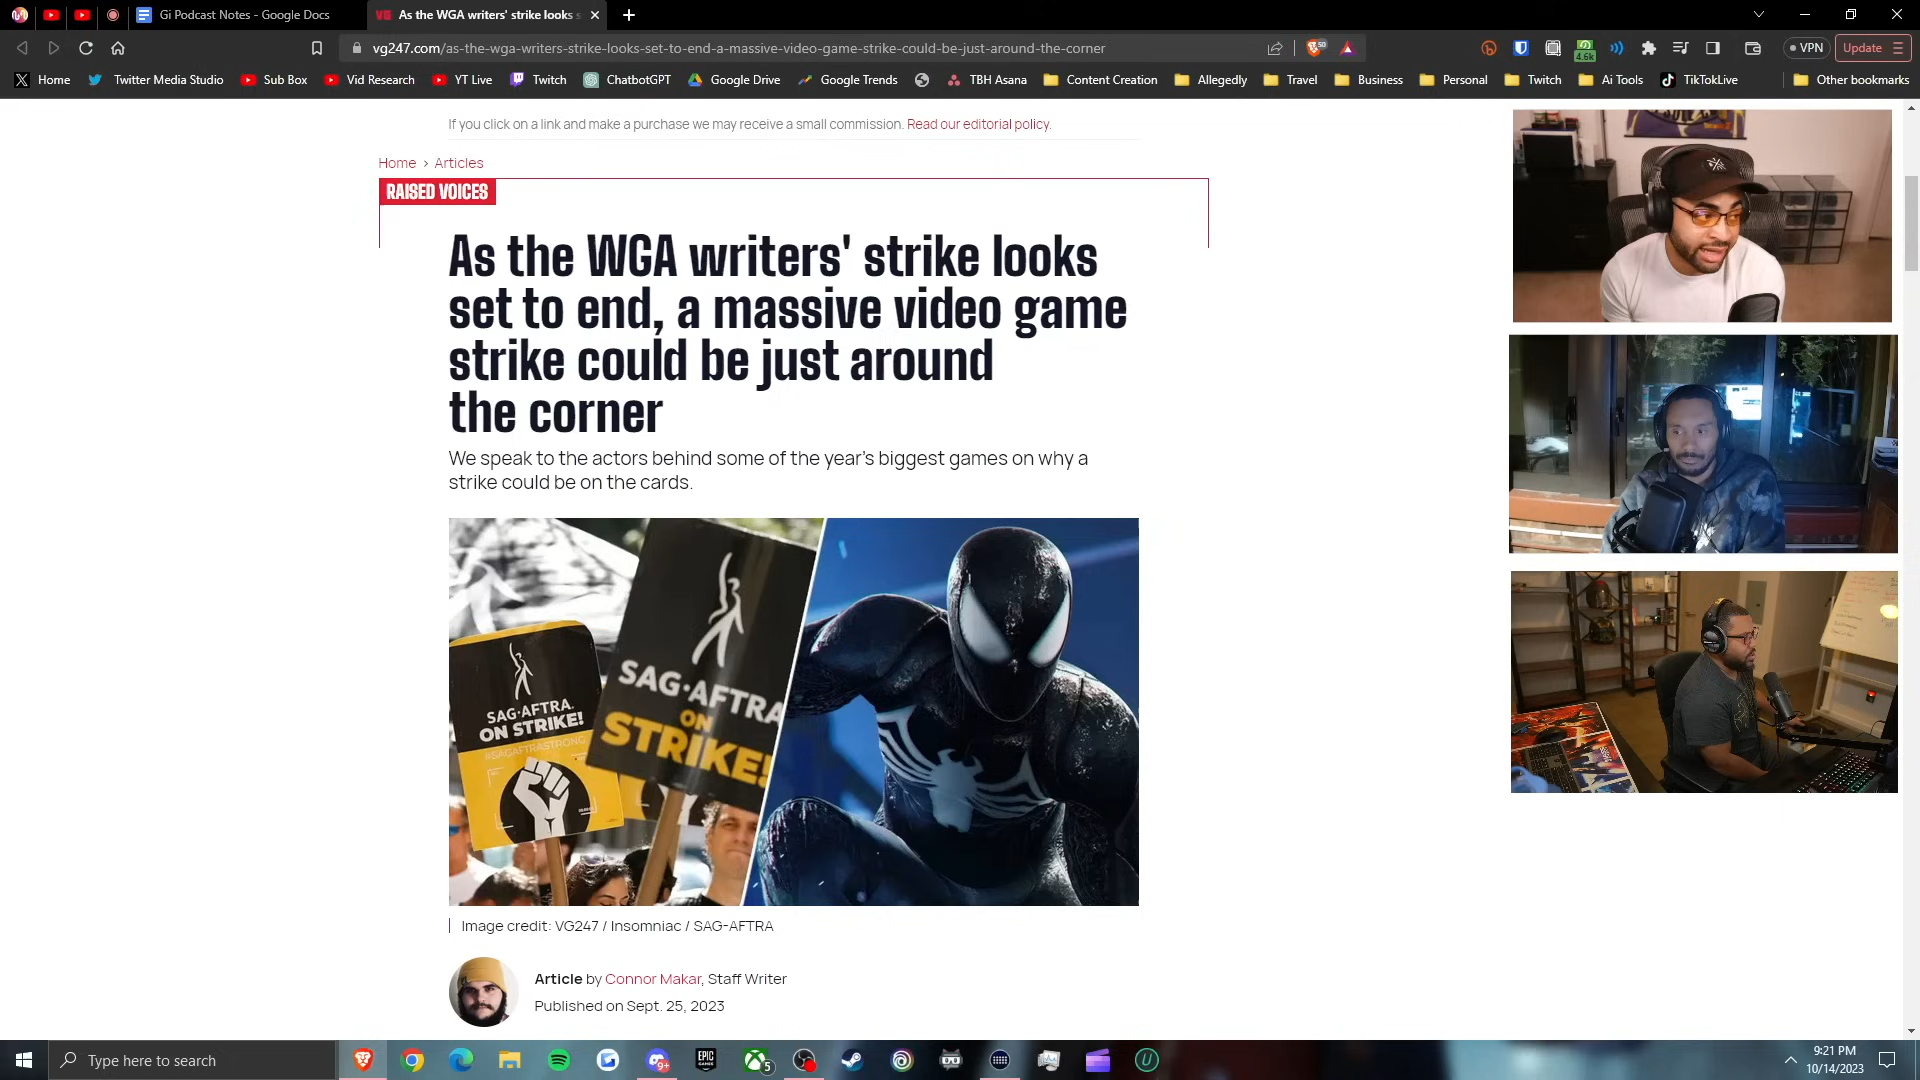 Gi Podcast Notes - Google Docs
As the WGA writers' strike looks s
vg247.com/as-the-wga-writers-strike-looks-set-to-end-a-massive-video-game-strike-could-be-just-around-the-corner
VPN
Update
Home
Twitter Media Studio
Sub Box
Vid Research
YT Live
Twitch
ChatbotGPT
Google Drive
Google Trends
TBH Asana
Content Creation
Allegedly
Travel
Business
Personal
Twitch
Ai Tools
TikTokLive
Other bookmarks
If you click on a link and make a purchase we may receive a small commission. Read our editorial policy.
Home > Articles
RAISED VOICES
As the WGA writers' strike looks
set to end, a massive video game
strike could be just around
the corner
We speak to the actors behind some of the year's biggest games on why a
strike could be on the cards.
SAG-AFTRA.
ON STRIKE!
#SAGAFTRASTRONG
SAG·AFTRA
ON
STRIKE!
Image credit: VG247 / Insomniac / SAG-AFTRA
Article by Connor Makar, Staff Writer
Published on Sept. 25, 2023
Type here to search
EPIC GAMES
9+
5
9:21 PM
10/14/2023